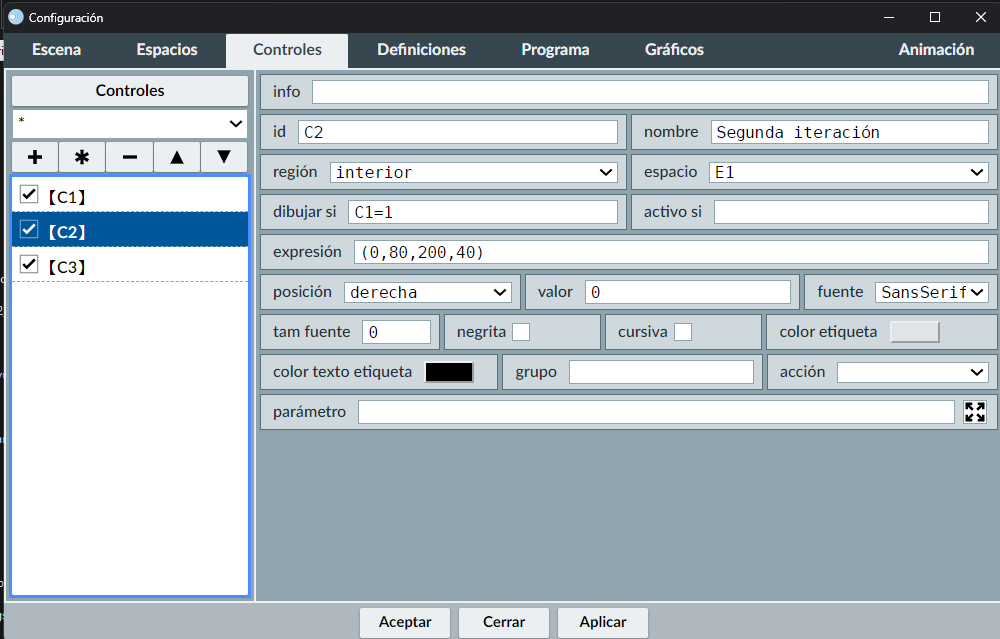 Configuración
Escena Espacios Controles Definiciones Programa Gráficos Animación
Controles
*
+ ✱ − ▲ ▼
【C1】
【C2】
【C3】
info
id C2 nombre Segunda iteración
región interior espacio E1
dibujar si C1=1 activo si
expresión (0,80,200,40)
posición derecha valor 0 fuente SansSerif
tam fuente 0 negrita cursiva color etiqueta
color texto etiqueta grupo acción
parámetro
Aceptar Cerrar Aplicar